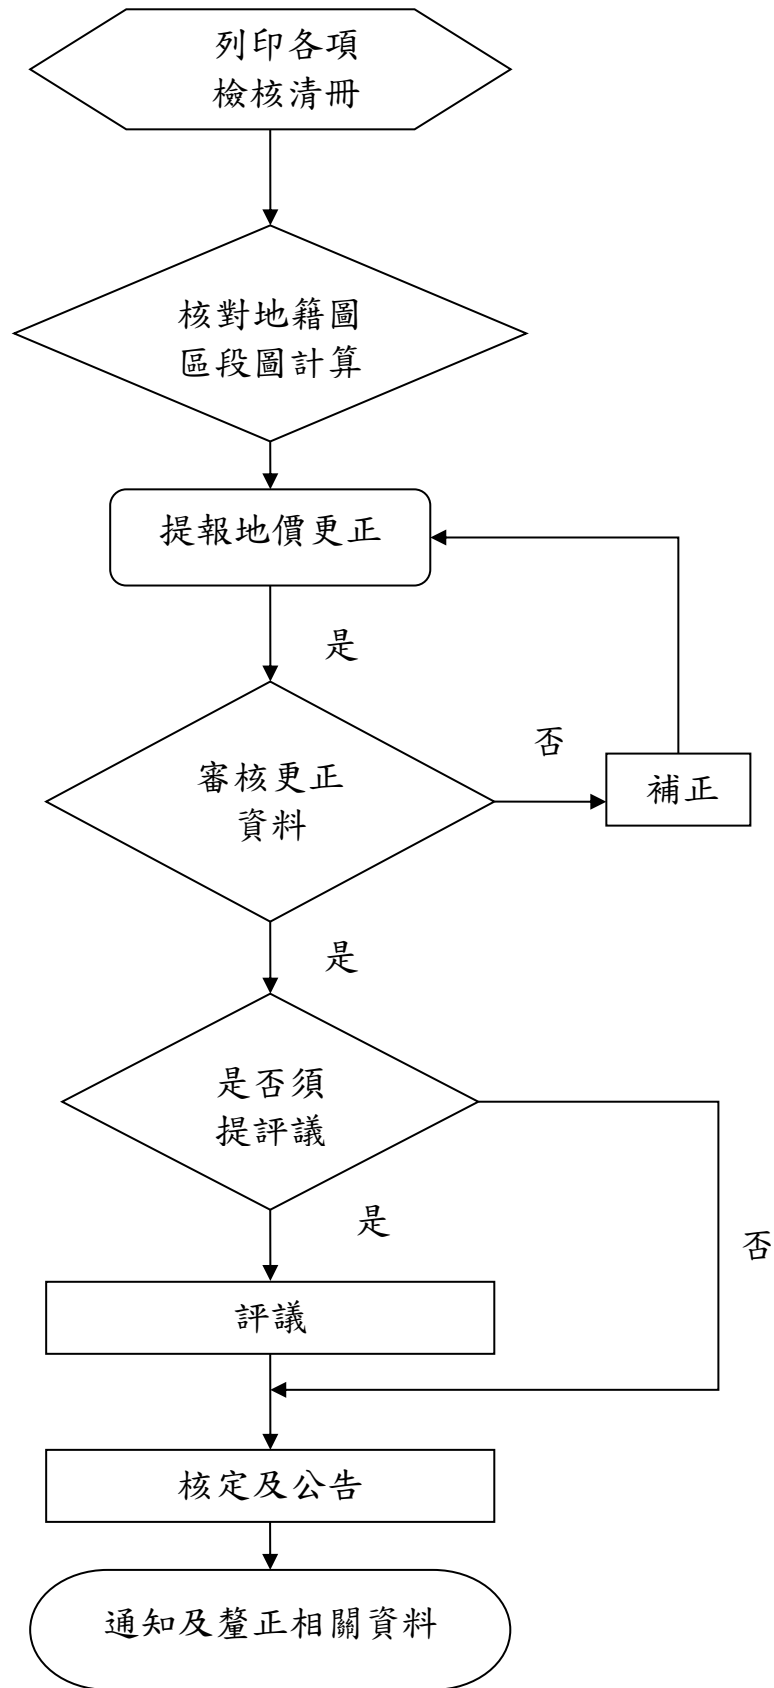 列印各項
檢核清冊
核對地籍圖
區段圖計算
提報地價更正
是
否
審核更正
資料
補正
是
是否須
提評議
是
否
評議
核定及公告
通知及釐正相關資料